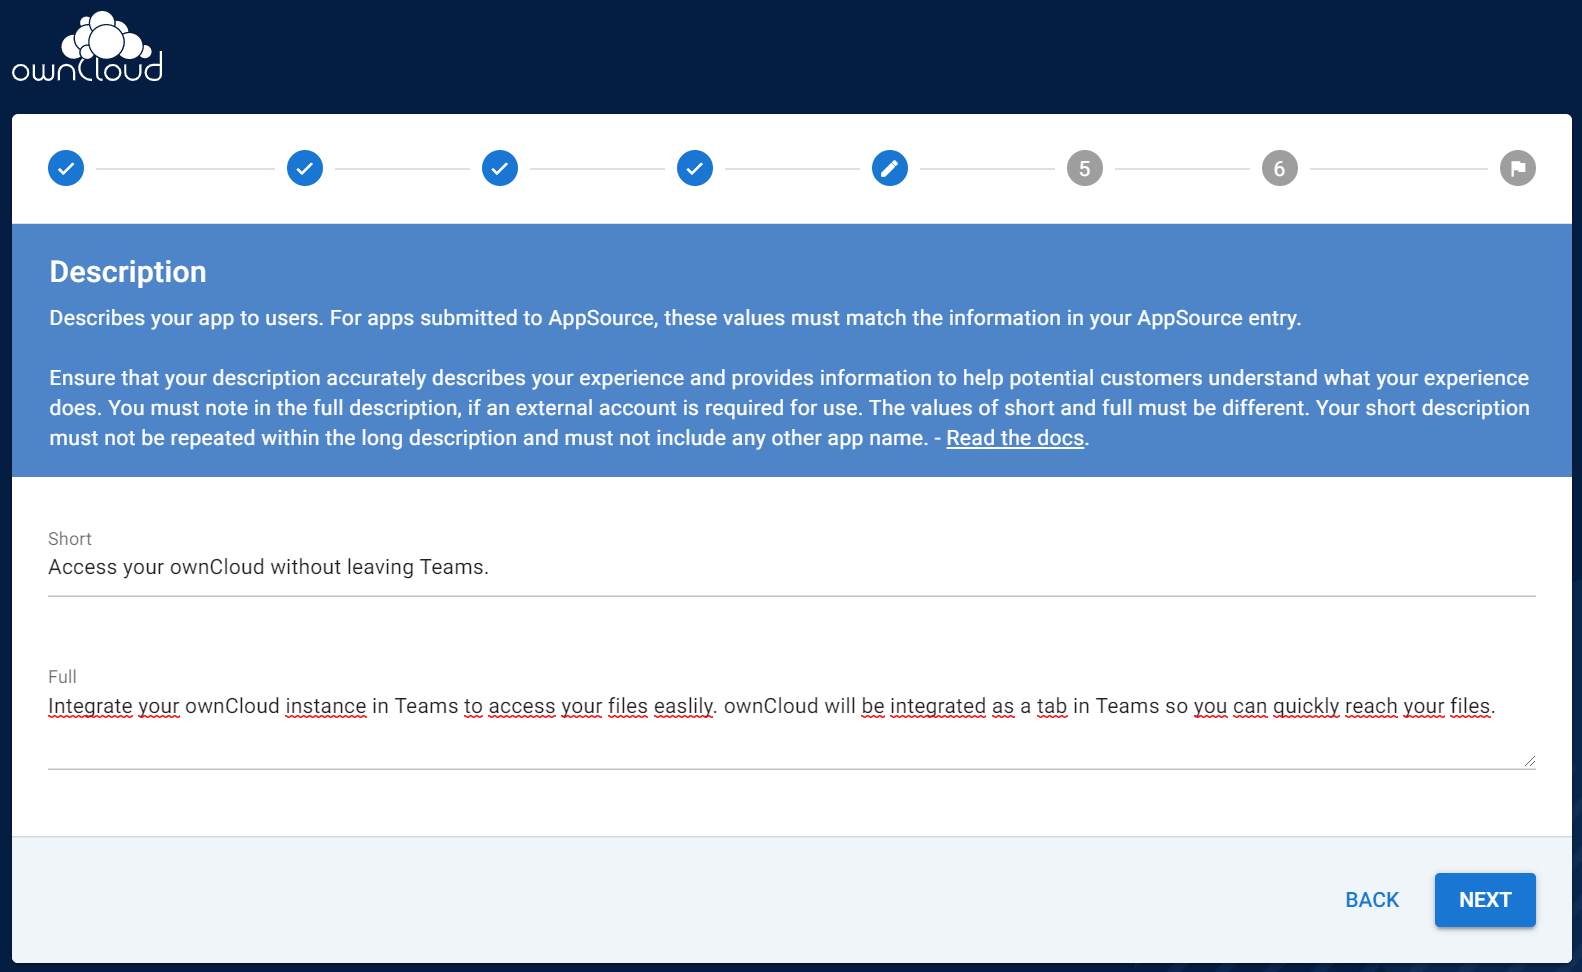 ownCloud
5
6
Description
Describes your app to users. For apps submitted to AppSource, these values must match the information in your AppSource entry.
Ensure that your description accurately describes your experience and provides information to help potential customers understand what your experience
does. You must note in the full description, if an external account is required for use. The values of short and full must be different. Your short description
must not be repeated within the long description and must not include any other app name. - Read the docs.
Short
Access your ownCloud without leaving Teams.
Full
Integrate your ownCloud instance in Teams to access your files easlily. ownCloud will be integrated as a tab in Teams so you can quickly reach your files.
BACK
NEXT